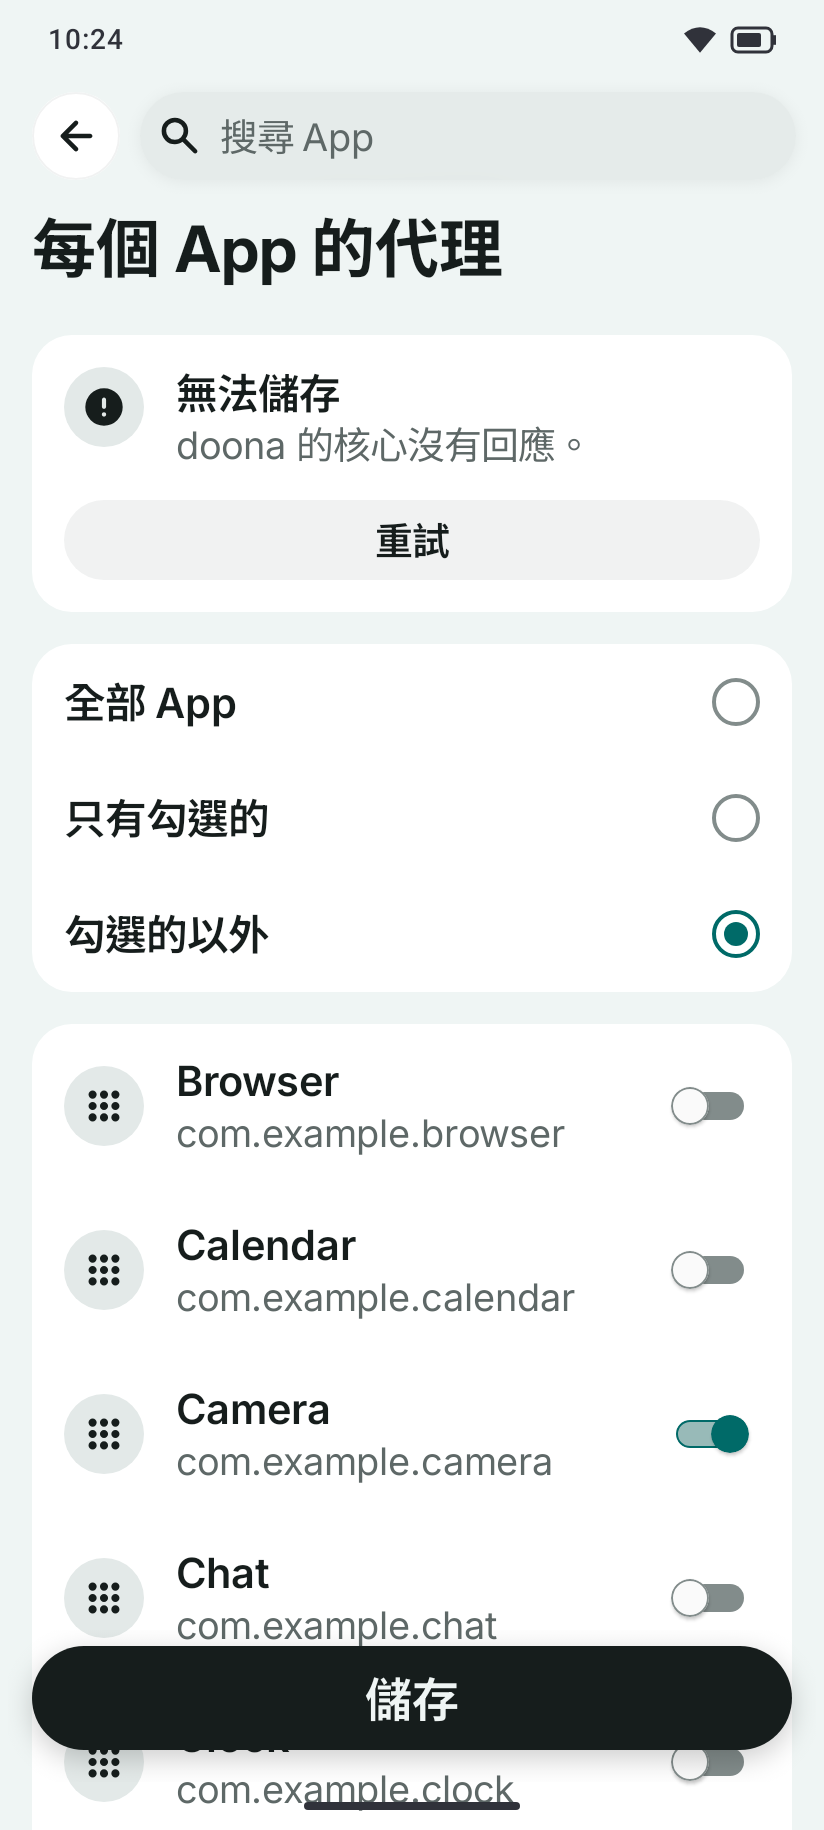 10:24
搜尋 App
每個 App 的代理
無法儲存
doona 的核心沒有回應。
重試
全部 App
只有勾選的
勾選的以外
Browser
com.example.browser
Calendar
com.example.calendar
Camera
com.example.camera
Chat
com.example.chat
儲存
com.example.clock